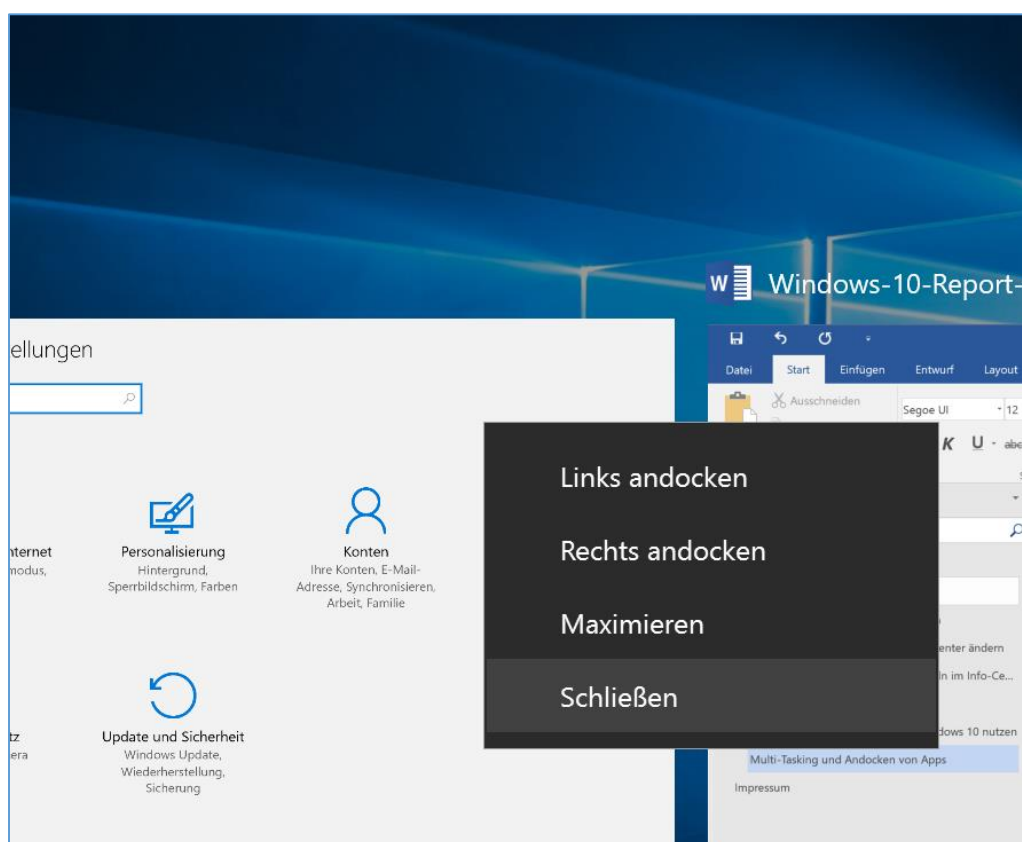 Windows-10-Report-
ellungen
Datei Start Einfügen Entwurf Layout
Ausschneiden
Segoe UI 12
K U abc
Links andocken
Rechts andocken
Maximieren
Schließen
nternet
modus,
Personalisierung
Hintergrund,
Sperrbildschirm, Farben
Konten
Ihre Konten, E-Mail-
Adresse, Synchronisieren,
Arbeit, Familie
tz
era
Update und Sicherheit
Windows Update,
Wiederherstellung,
Sicherung
enter ändern
ln im Info-Ce...
dows 10 nutzen
Multi-Tasking und Andocken von Apps
Impressum